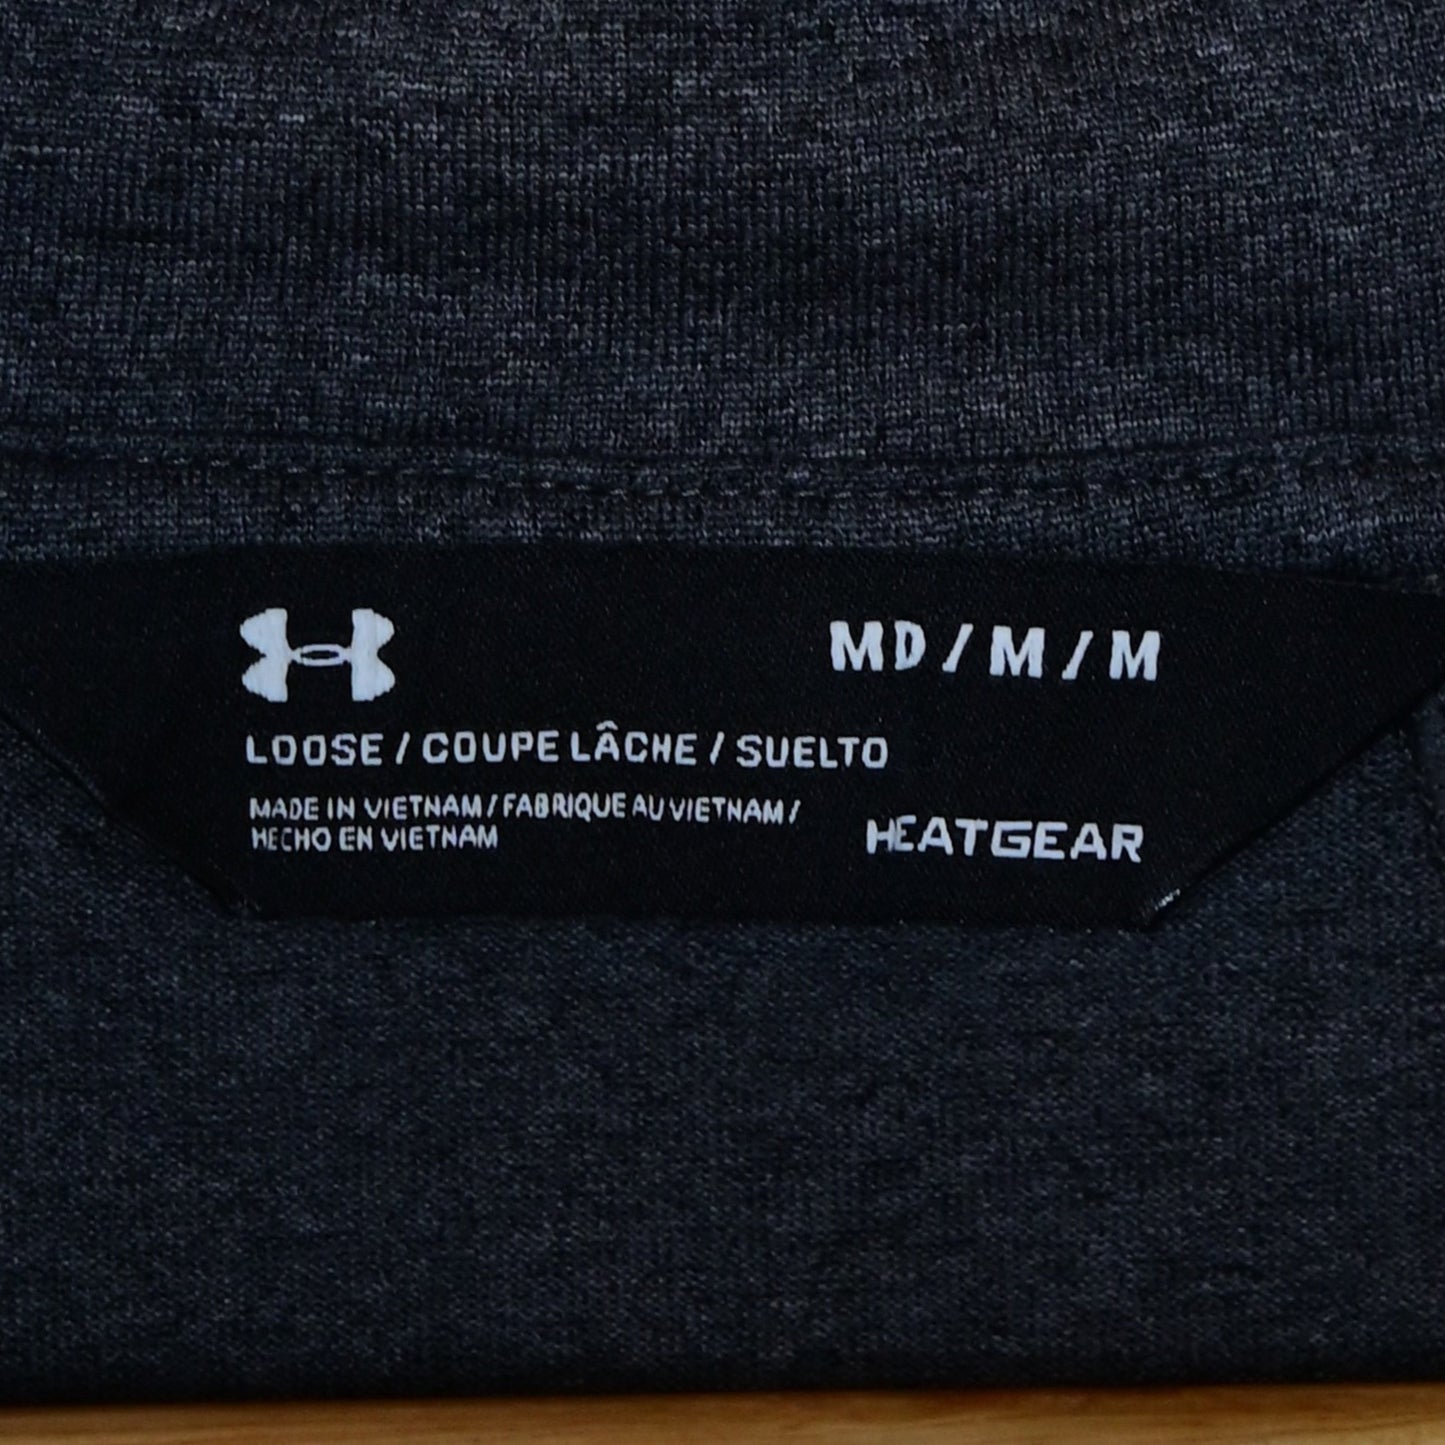 MD / M / M
LOOSE / COUPE LÂCHE / SUELTO
MADE IN VIETNAM / FABRIQUE AU VIETNAM /
HECHO EN VIETNAM
HEATGEAR